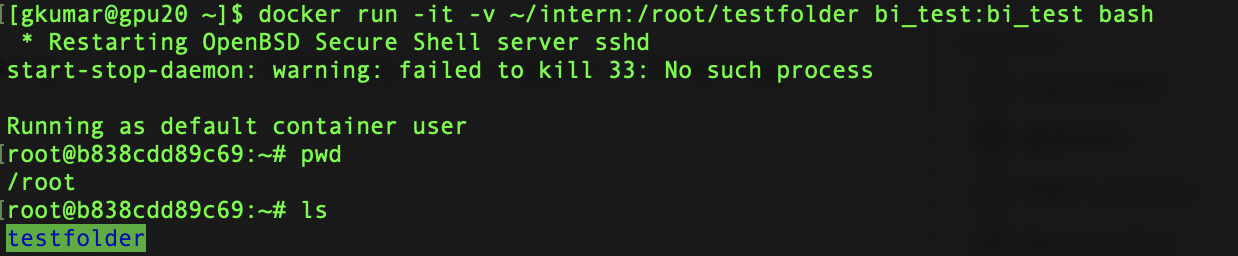 [[gkumar@gpu20 ~]$ docker run -it -v ~/intern:/root/testfolder bi_test:bi_test bash
 * Restarting OpenBSD Secure Shell server sshd
start-stop-daemon: warning: failed to kill 33: No such process

Running as default container user
[root@b838cdd89c69:~# pwd
/root
[root@b838cdd89c69:~# ls
testfolder